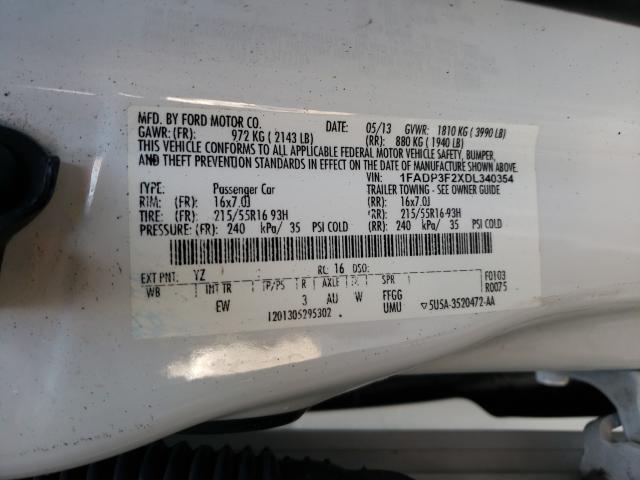 MFD. BY FORD MOTOR CO. DATE: 05/13 GVWR: 1810 KG ( 3990 LB)
GAWR: (FR): 972 KG ( 2143 LB) (RR): 880 KG ( 1940 LB)
THIS VEHICLE CONFORMS TO ALL APPLICABLE FEDERAL MOTOR VEHICLE SAFETY, BUMPER,
AND THEFT PREVENTION STANDARDS IN EFFECT ON THE DATE OF MANUFACTURE SHOWN ABOVE.
VIN: 1FADP3F2XDL340354
TYPE: Passenger Car TRAILER TOWING - SEE OWNER GUIDE
RIM: (FR): 16x7.0J (RR): 16x7.0J
TIRE: (FR): 215/55R16 93H (RR): 215/55R16 93H
PRESSURE: (FR): 240 kPa/ 35 PSI COLD (RR): 240 kPa/ 35 PSI COLD
EXT PNT: YZ RC: 16 DSO: F0103
WB INT TR TP/PS R AXLE SPR R0075
EW 3 AU W FFGG
I201305295302 UMU 5U5A-3520472-AA